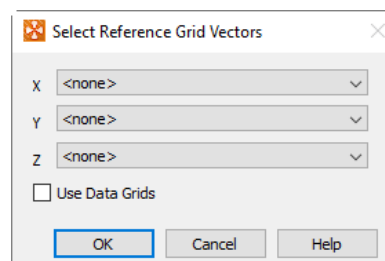 Select Reference Grid Vectors
X <none>
Y <none>
Z <none>
Use Data Grids
OK Cancel Help